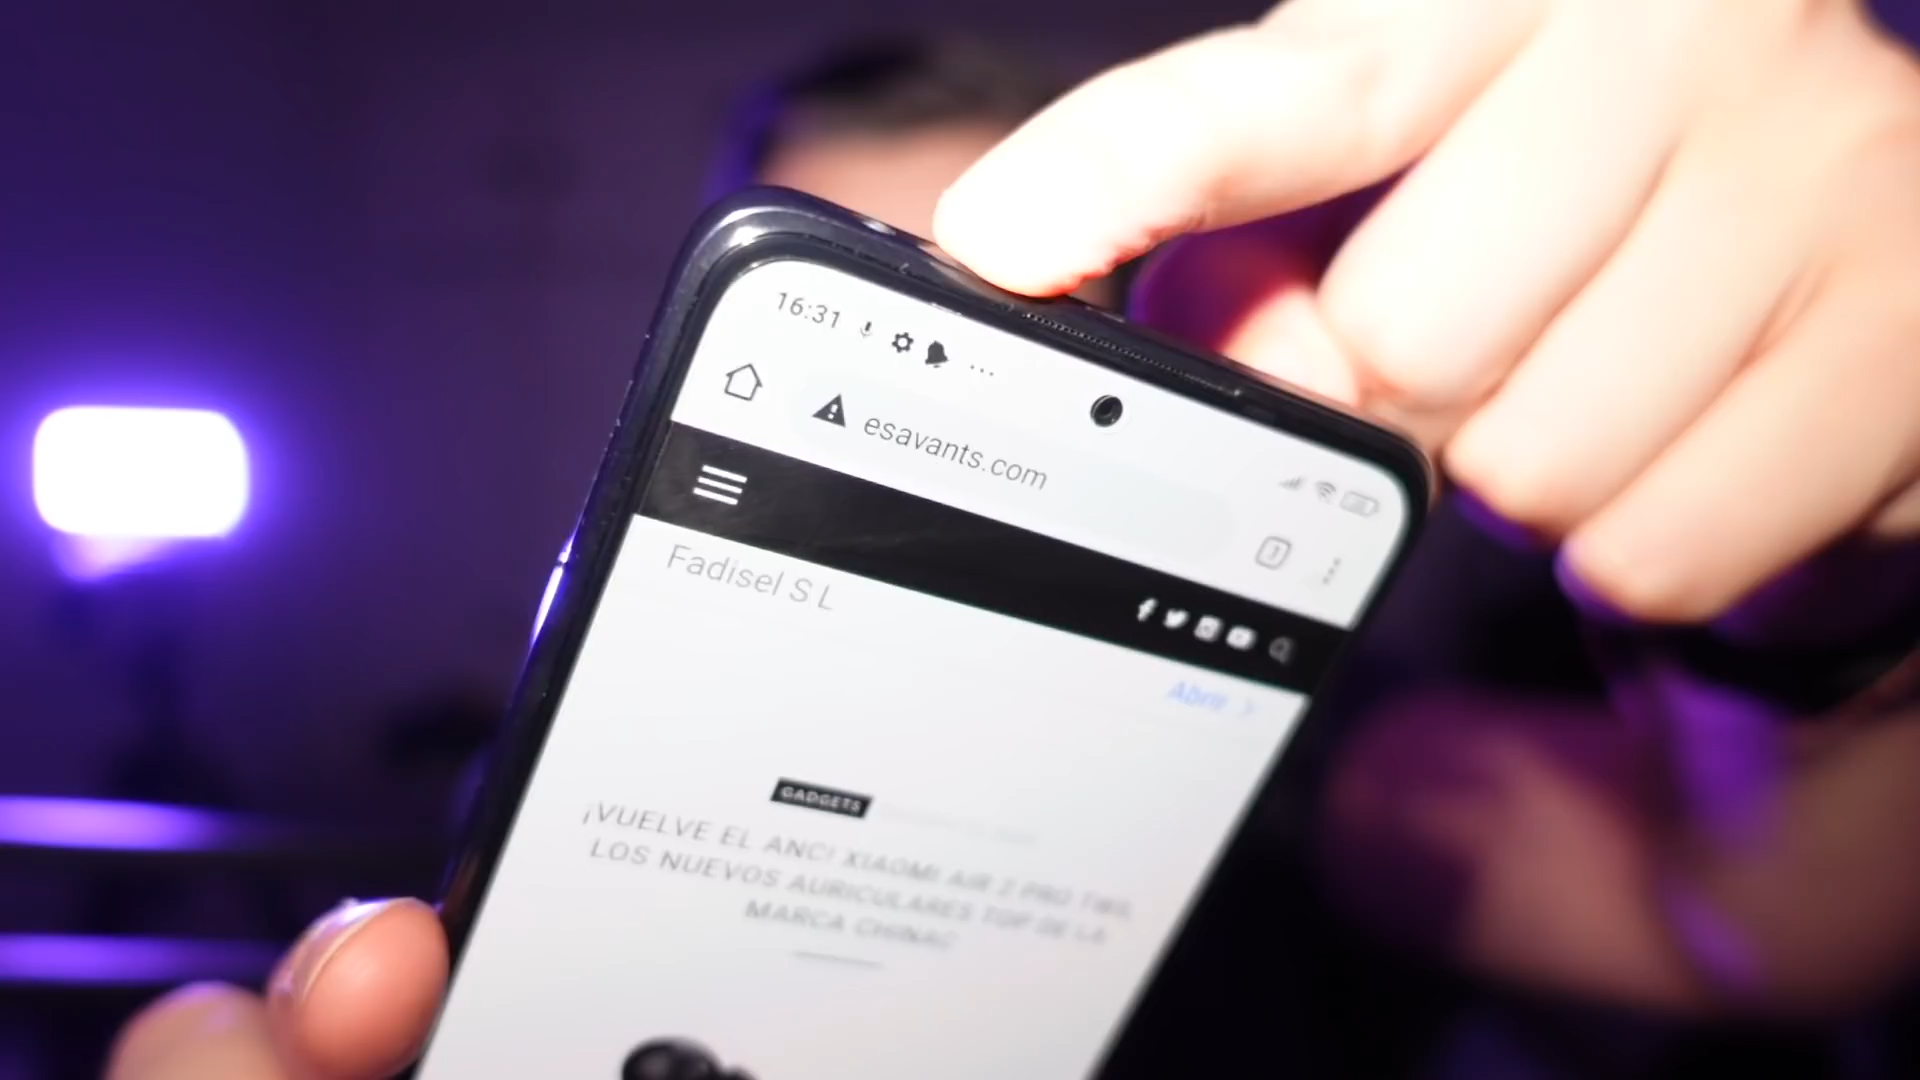 16:31
esavants.com
Fadisel S L
Abrir
GADGETS
¡VUELVE EL ANC! XIAOMI AIR 2 PRO TWS,
LOS NUEVOS AURICULARES TOP DE LA
MARCA CHINA